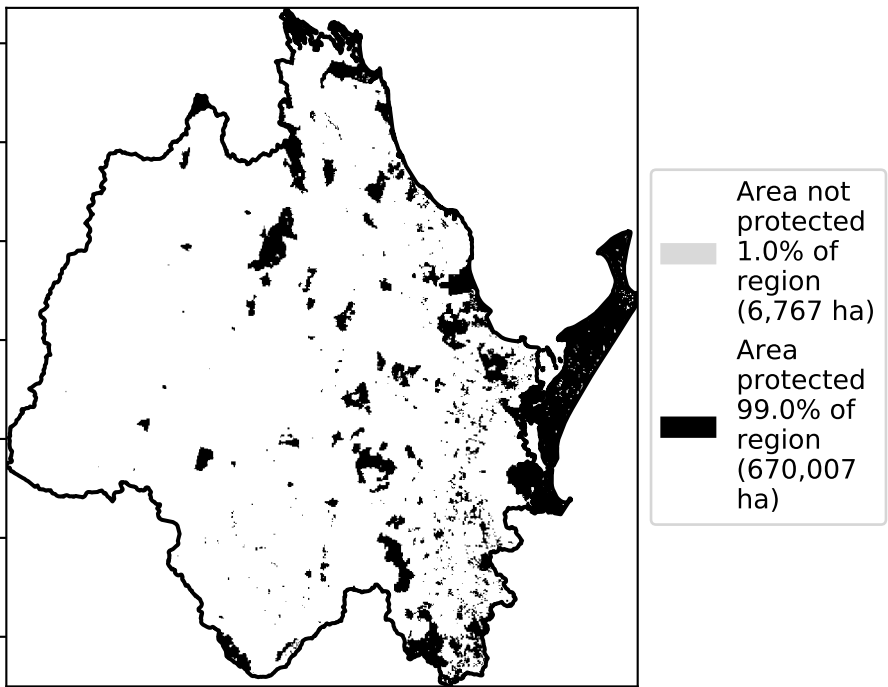 Area not
protected
1.0% of
region
(6,767 ha)
Area
protected
99.0% of
region
(670,007
ha)